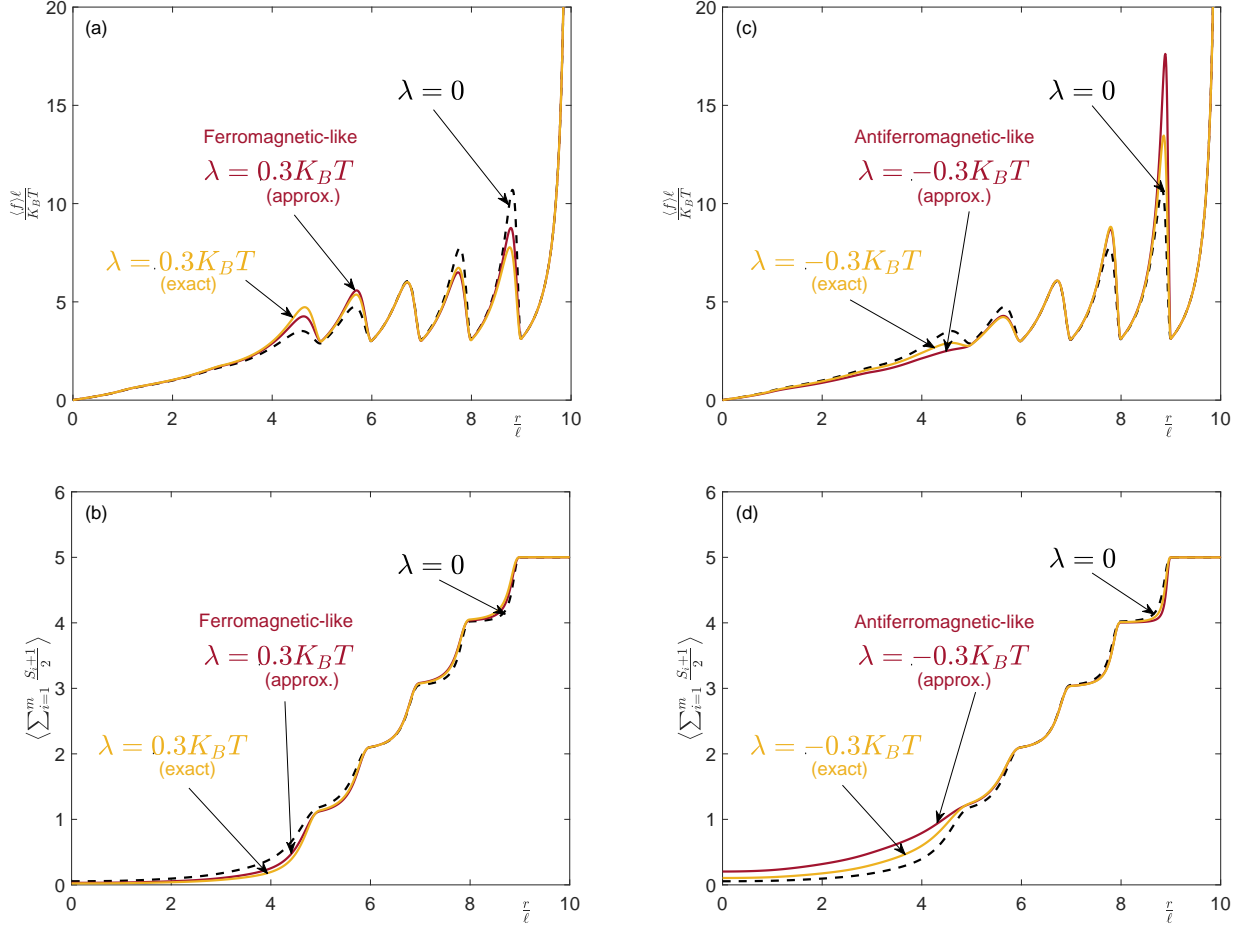 (a)
20
15
10
5
0
⟨f⟩ℓ / K_BT
λ = 0
Ferromagnetic-like
λ = 0.3K_BT
(approx.)
λ = 0.3K_BT
(exact)
0 2 4 6 r/ℓ 8 10
(c)
20
15
10
5
0
⟨f⟩ℓ / K_BT
λ = 0
Antiferromagnetic-like
λ = −0.3K_BT
(approx.)
λ = −0.3K_BT
(exact)
0 2 4 6 8 r/ℓ 10
(b)
6
5
4
3
2
1
0
⟨∑_{i=1}^{m} (S_i+1)/2⟩
λ = 0
Ferromagnetic-like
λ = 0.3K_BT
(approx.)
λ = 0.3K_BT
(exact)
0 2 4 6 8 r/ℓ 10
(d)
6
5
4
3
2
1
0
⟨∑_{i=1}^{m} (S_i+1)/2⟩
λ = 0
Antiferromagnetic-like
λ = −0.3K_BT
(approx.)
λ = −0.3K_BT
(exact)
0 2 4 6 8 r/ℓ 10